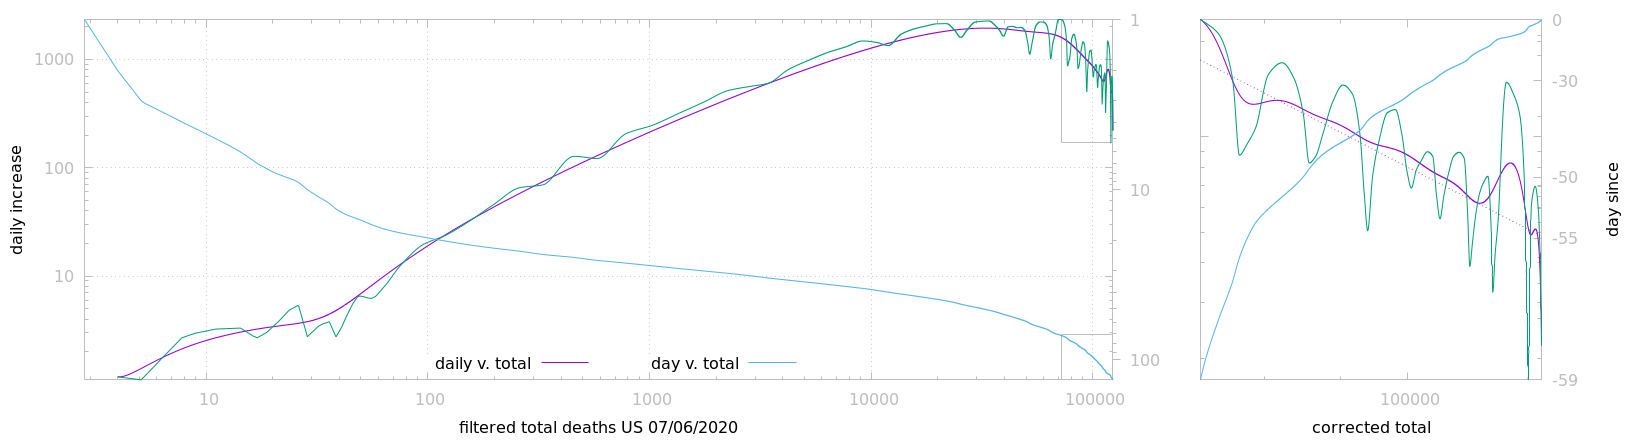 1000
100
10
daily increase
10
100
1000
10000
100000
1
10
100
daily v. total
day v. total
filtered total deaths US 07/06/2020
0
-30
-50
-55
-59
day since
100000
corrected total